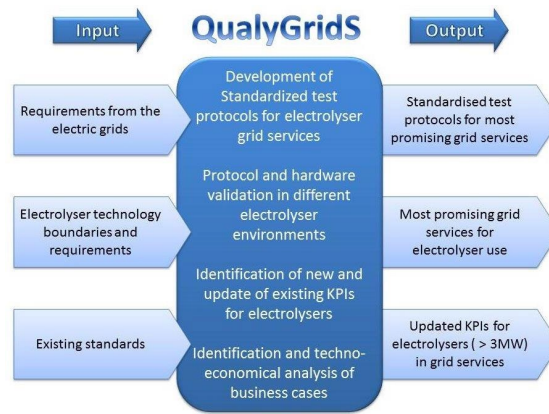 Input
QualyGridS
Output
Requirements from the
electric grids
Electrolyser technology
boundaries and
requirements
Existing standards
Development of
Standardized test
protocols for electrolyser
grid services
Protocol and hardware
validation in different
electrolyser
environments
Identification of new and
update of existing KPIs
for electrolysers
Identification and techno-
economical analysis of
business cases
Standardised test
protocols for most
promising grid services
Most promising grid
services for
electrolyser use
Updated KPIs for
electrolysers ( > 3MW)
in grid services